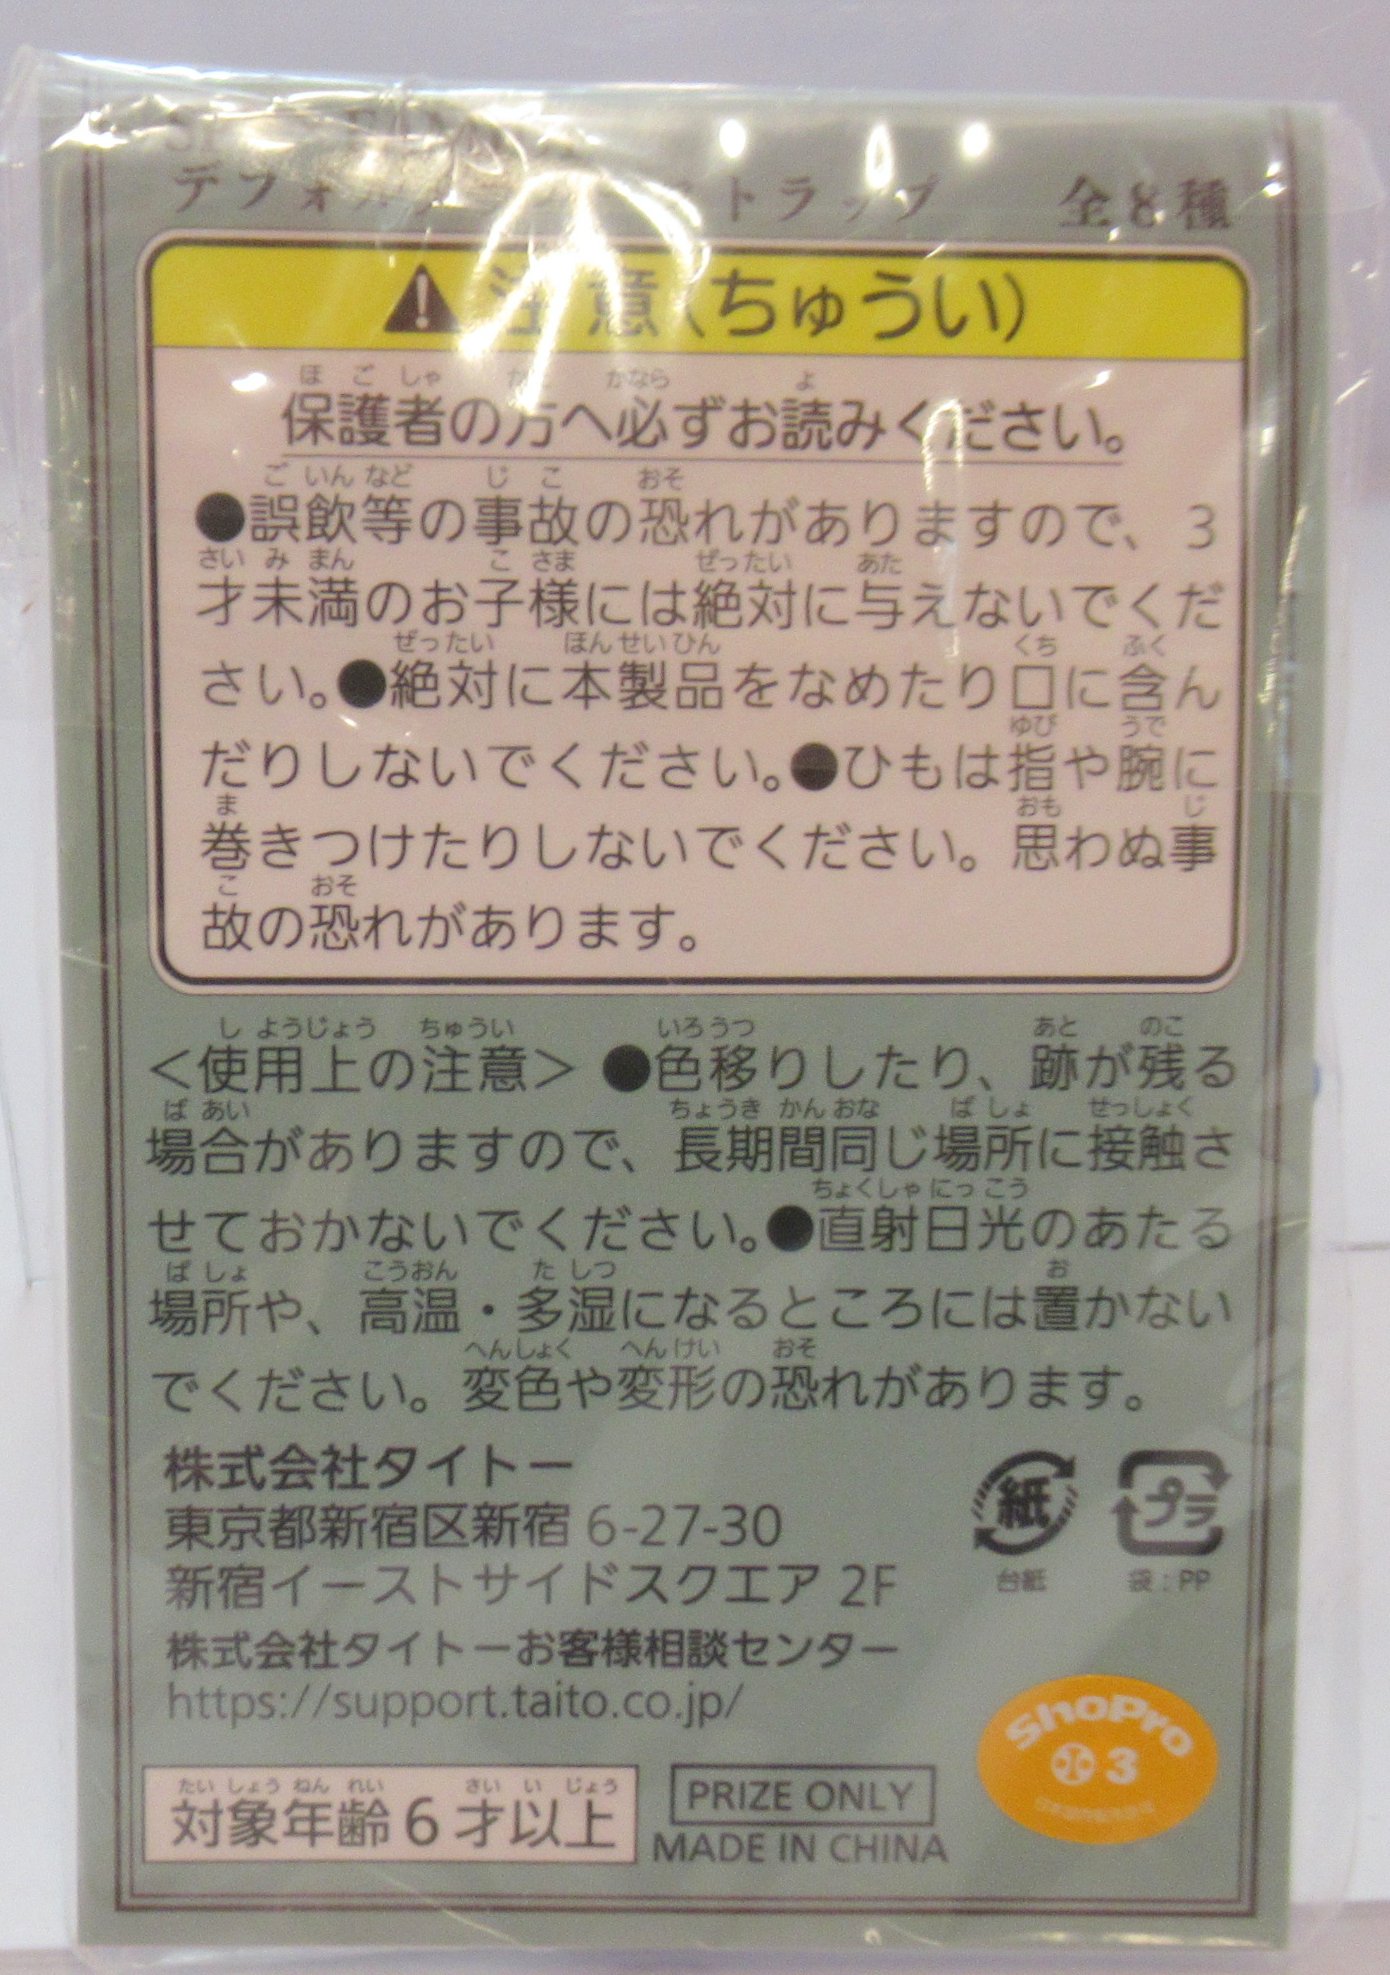 デフォル トラップ 全8種
注意(ちゅうい)
保護者の方へ必ずお読みください。
●誤飲等の事故の恐れがありますので、3
才未満のお子様には絶対に与えないでくだ
さい。●絶対に本製品をなめたり口に含ん
だりしないでください。●ひもは指や腕に
巻きつけたりしないでください。思わぬ事
故の恐れがあります。
<使用上の注意> ●色移りしたり、跡が残る
場合がありますので、長期間同じ場所に接触さ
せておかないでください。●直射日光のあたる
場所や、高温・多湿になるところには置かない
でください。変色や変形の恐れがあります。
株式会社タイトー
東京都新宿区新宿 6-27-30
新宿イーストサイドスクエア 2F
株式会社タイトーお客様相談センター
https://support.taito.co.jp/
紙
台紙
プラ
袋:PP
ShoPro
小 3
対象年齢6才以上
PRIZE ONLY
MADE IN CHINA